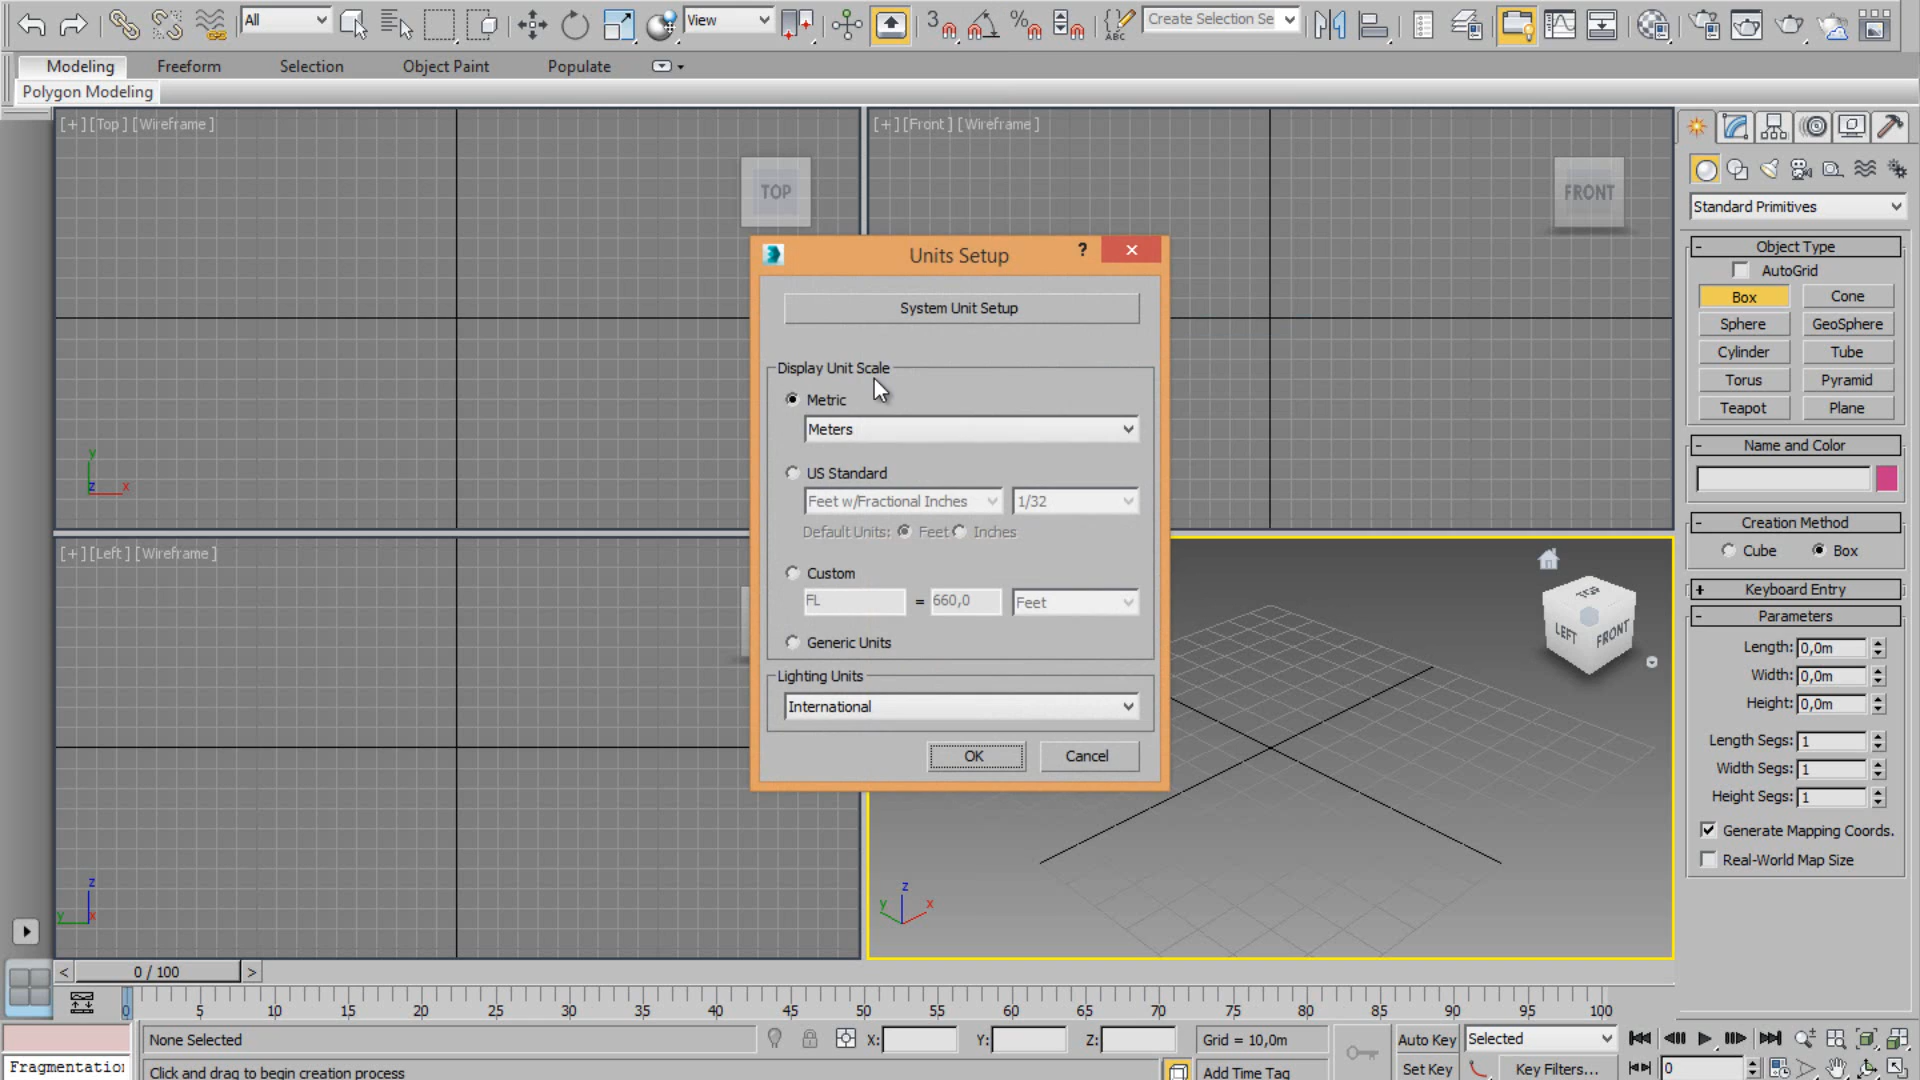 All
View
3
%
ABC
Create Selection Se
Modeling Freeform Selection Object Paint Populate
Polygon Modeling
[+][Top][Wireframe]
TOP
[+][Front][Wireframe]
FRONT
Standard Primitives
- Object Type
AutoGrid
Box Cone
Sphere GeoSphere
Cylinder Tube
Torus Pyramid
Teapot Plane
- Name and Color
- Creation Method
Cube Box
+ Keyboard Entry
- Parameters
Length: 0,0m
Width: 0,0m
Height: 0,0m
Length Segs: 1
Width Segs: 1
Height Segs: 1
Generate Mapping Coords.
Real-World Map Size
Units Setup ?
System Unit Setup
Display Unit Scale
Metric
Meters
US Standard
Feet w/Fractional Inches 1/32
Default Units: Feet Inches
Custom
FL = 660,0 Feet
Generic Units
Lighting Units
International
OK Cancel
y
z x
[+][Left][Wireframe]
z
y x
TOP
LEFT FRONT
z
y x
< 0 / 100 >
0 5 10 15 20 25 30 35 40 45 50 55 60 65 70 75 80 85 90 95 100
None Selected X: Y: Z: Grid = 10,0m Auto Key Selected
Fragmentation Click and drag to begin creation process Add Time Tag Set Key Key Filters... 0